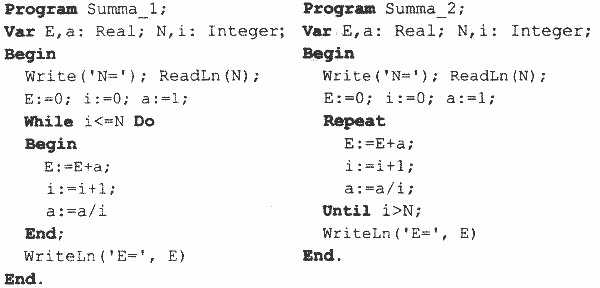 Program Summa_1;
Var E,a: Real; N,i: Integer;
Begin
Write('N='); ReadLn(N);
E:=0; i:=0; a:=1;
While i<=N Do
Begin
E:=E+a;
i:=i+1;
a:=a/i
End;
WriteLn('E=', E)
End.
Program Summa_2;
Var E,a: Real; N,i: Integer;
Begin
Write('N='); ReadLn(N);
E:=0; i:=0; a:=1;
Repeat
E:=E+a;
i:=i+1;
a:=a/i;
Until i>N;
WriteLn('E=', E)
End.